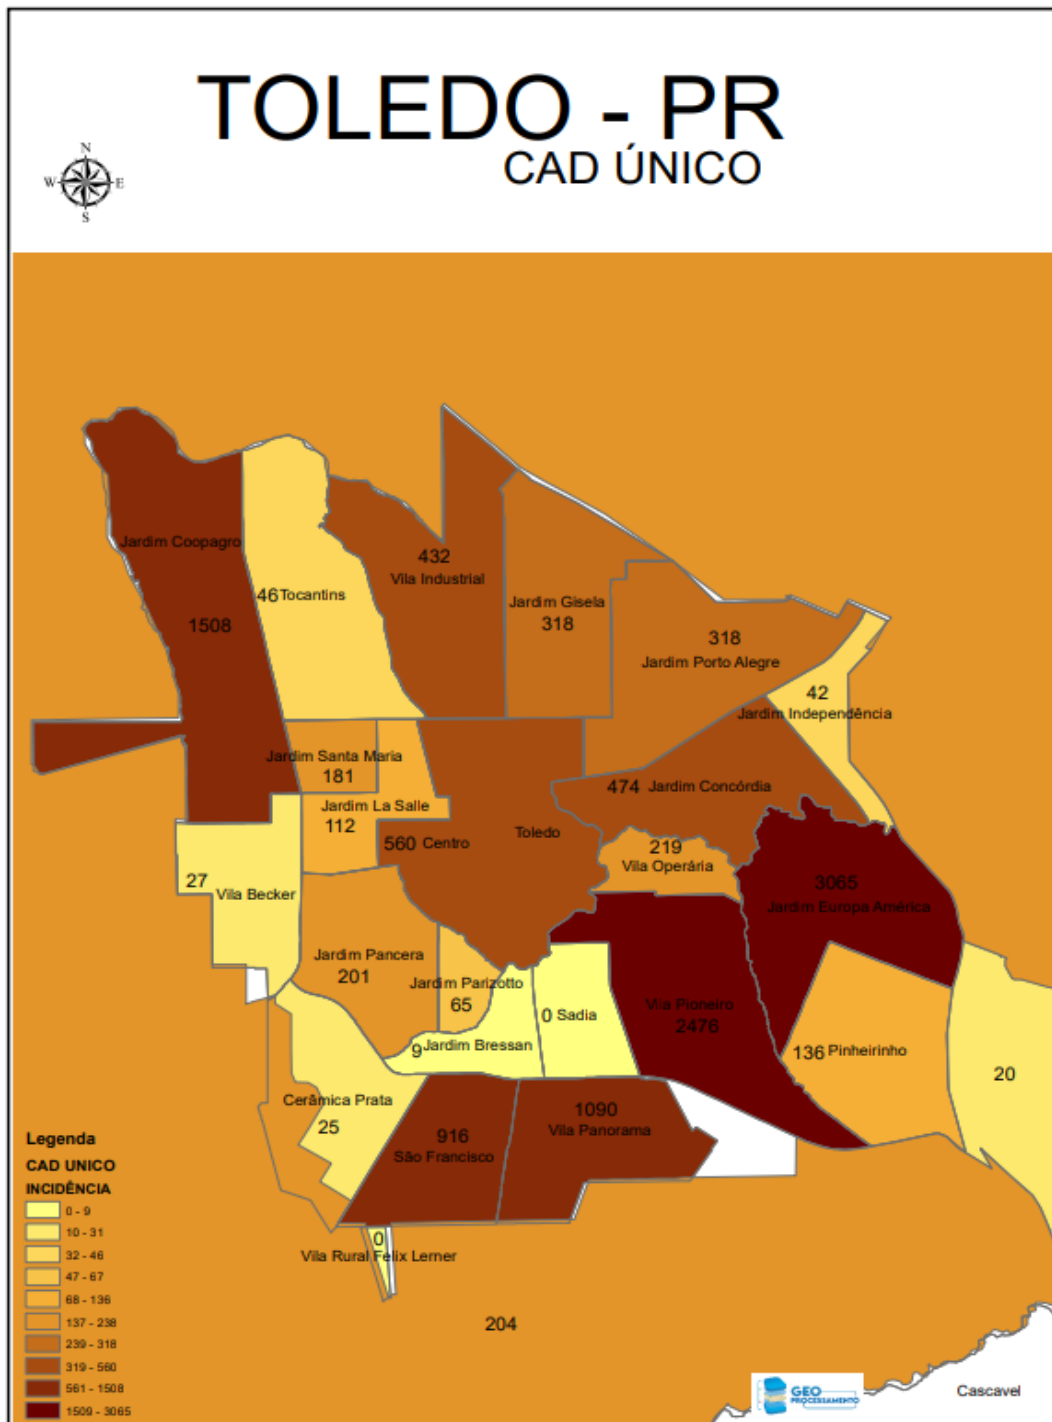 TOLEDO - PR
CAD ÚNICO
N
W
E
S
Jardim Coopagro
1508
46
Tocantins
432
Vila Industrial
Jardim Gisela
318
318
Jardim Porto Alegre
42
Jardim Independência
Jardim Santa Maria
181
Jardim La Salle
112
474
Jardim Concórdia
560
Centro
Toledo
219
Vila Operária
27
Vila Becker
3065
Jardim Europa América
Jardim Pancera
201
Jardim Parizotto
65
0
Sadia
Vila Pioneiro
2476
9
Jardim Bressan
136
Pinheirinho
20
Cerâmica Prata
25
916
São Francisco
1090
Vila Panorama
0
Vila Rural Felix Lerner
204
Legenda
CAD UNICO
INCIDÊNCIA
0 - 9
10 - 31
32 - 46
47 - 67
68 - 136
137 - 238
239 - 318
319 - 560
561 - 1508
1509 - 3065
GEO
PROCESSAMENTO
Cascavel